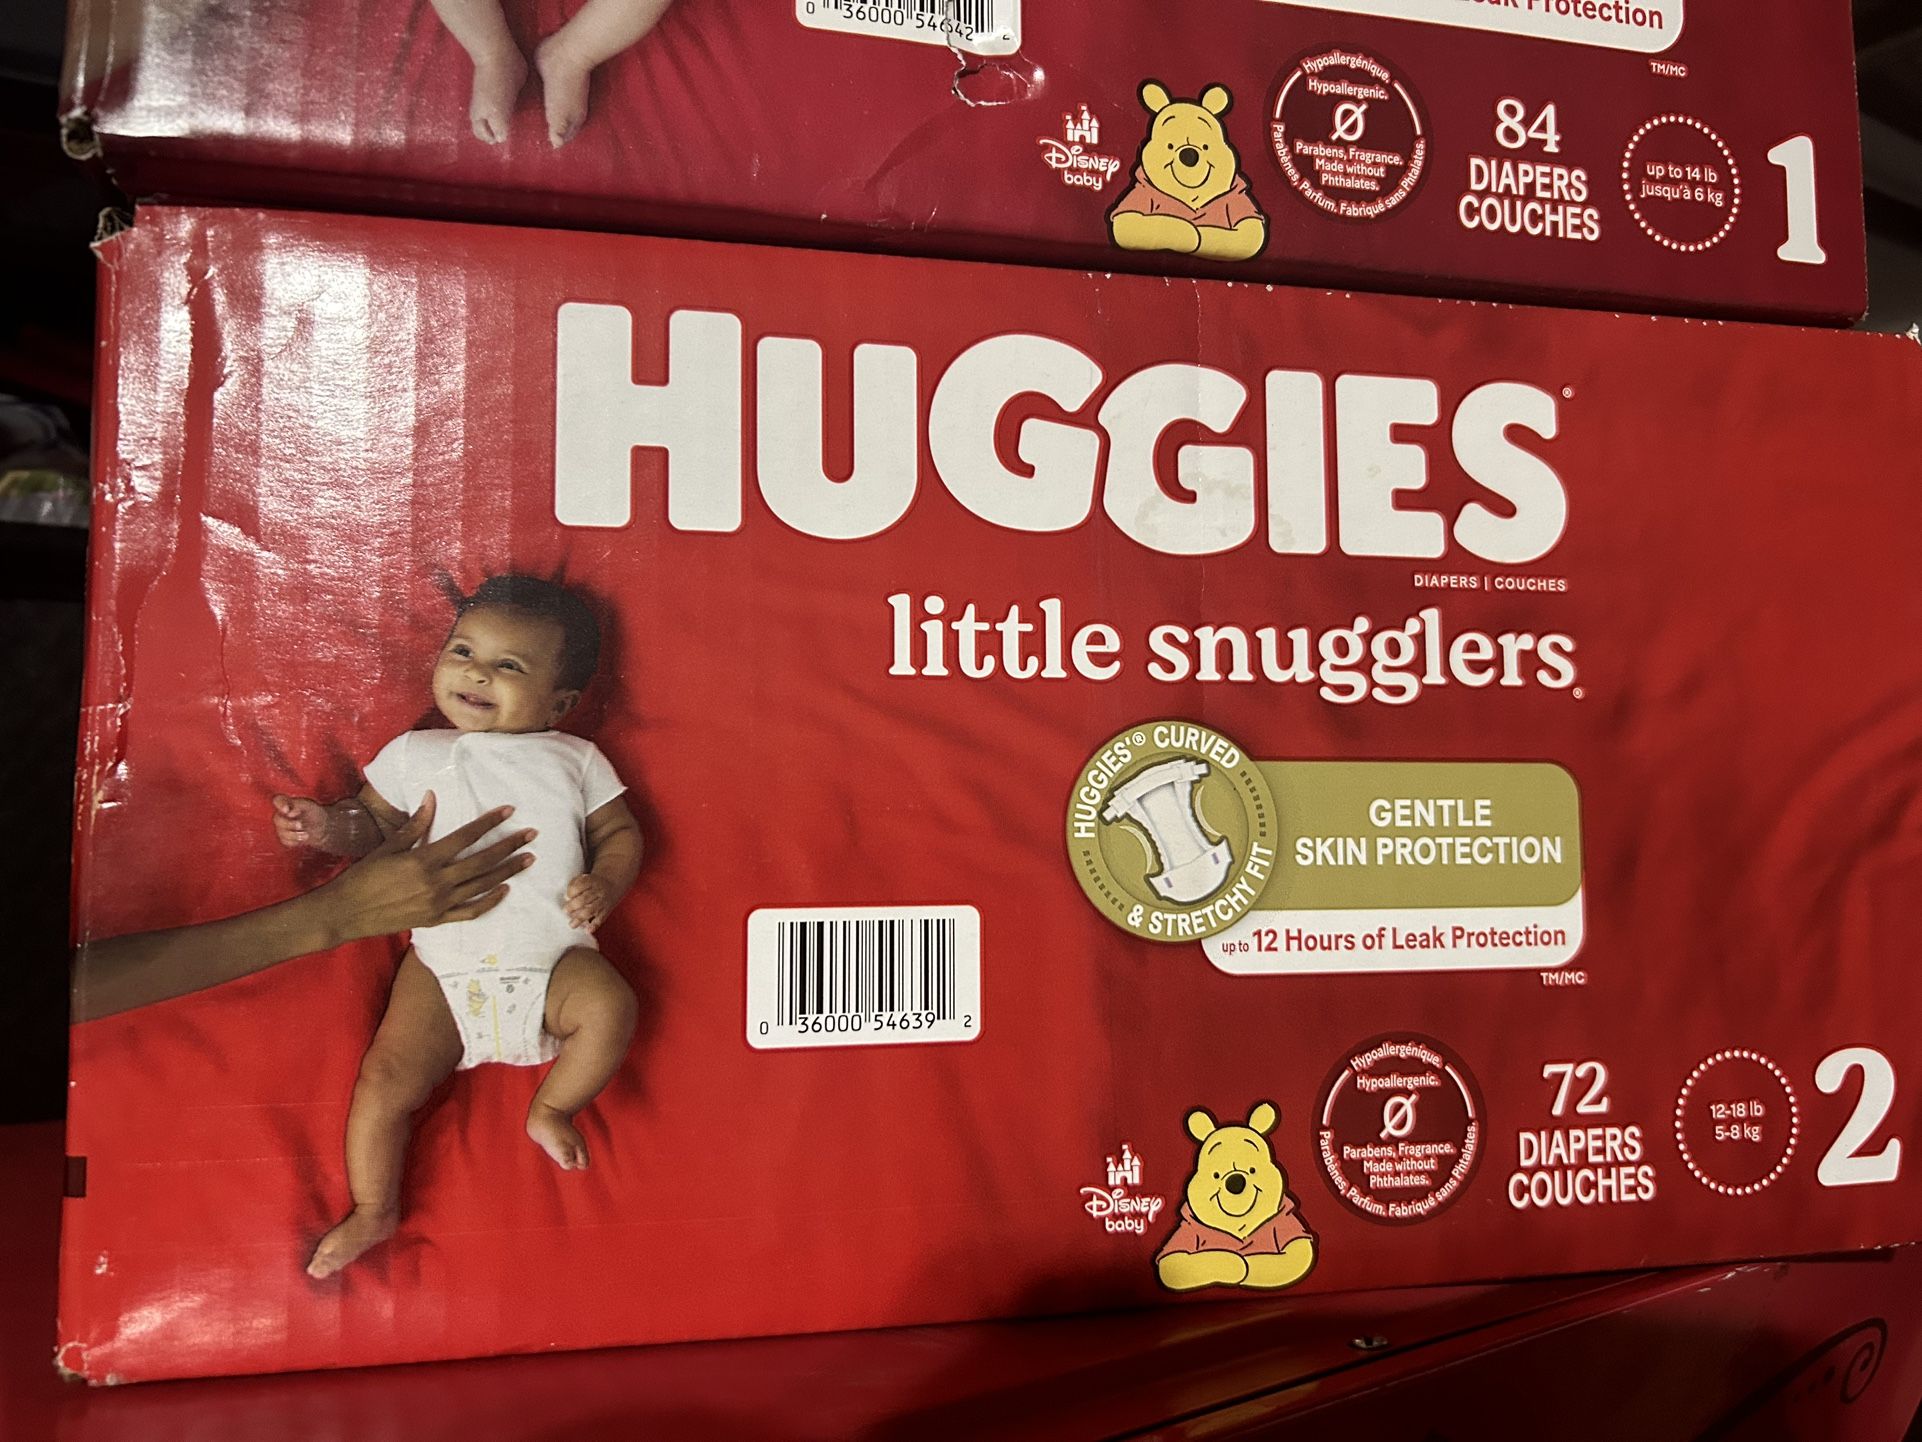 0 36000 54642 2
Protection
TM/MC
Disney
baby
Hypoallergénique.
Hypoallergenic.
Parabens, Fragrance.
Made without
Phthalates.
Parabènes, Parfum. Fabriqué sans Phtalates.
84
DIAPERS
COUCHES
up to 14 lb
jusqu'à 6 kg
1
HUGGIES®
DIAPERS | COUCHES
little snugglers®
HUGGIES® CURVED
& STRETCHY FIT
GENTLE
SKIN PROTECTION
up to 12 Hours of Leak Protection
TM/MC
0 36000 54639 2
Disney
baby
Hypoallergénique.
Hypoallergenic.
Parabens, Fragrance.
Made without
Phthalates.
Parabènes, Parfum. Fabriqué sans Phtalates.
72
DIAPERS
COUCHES
12-18 lb
5-8 kg
2